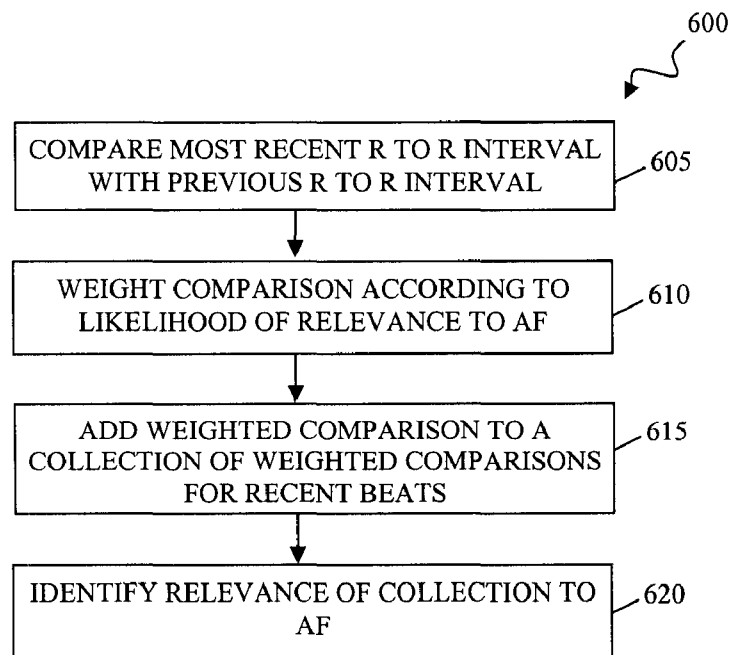 600
COMPARE MOST RECENT R TO R INTERVAL
WITH PREVIOUS R TO R INTERVAL
605
WEIGHT COMPARISON ACCORDING TO
LIKELIHOOD OF RELEVANCE TO AF
610
ADD WEIGHTED COMPARISON TO A
COLLECTION OF WEIGHTED COMPARISONS
FOR RECENT BEATS
615
IDENTIFY RELEVANCE OF COLLECTION TO
AF
620